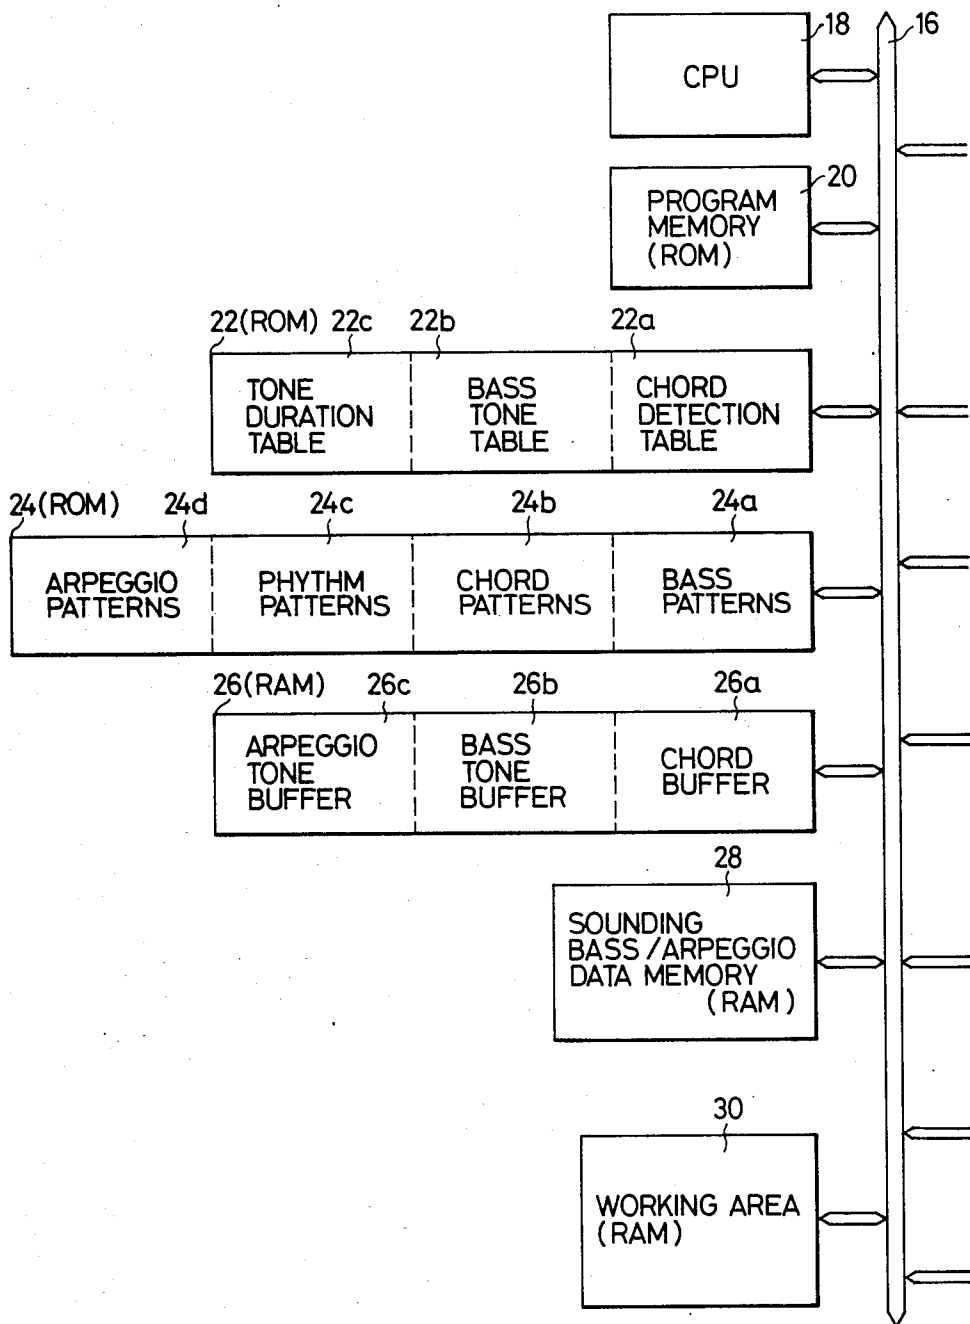 18
16
CPU
20
PROGRAM
MEMORY
(ROM)
22(ROM) 22c 22b 22a
TONE
DURATION
TABLE
BASS
TONE
TABLE
CHORD
DETECTION
TABLE
24(ROM) 24d 24c 24b 24a
ARPEGGIO
PATTERNS
PHYTHM
PATTERNS
CHORD
PATTERNS
BASS
PATTERNS
26(RAM) 26c 26b 26a
ARPEGGIO
TONE
BUFFER
BASS
TONE
BUFFER
CHORD
BUFFER
28
SOUNDING
BASS/ARPEGGIO
DATA MEMORY
(RAM)
30
WORKING AREA
(RAM)